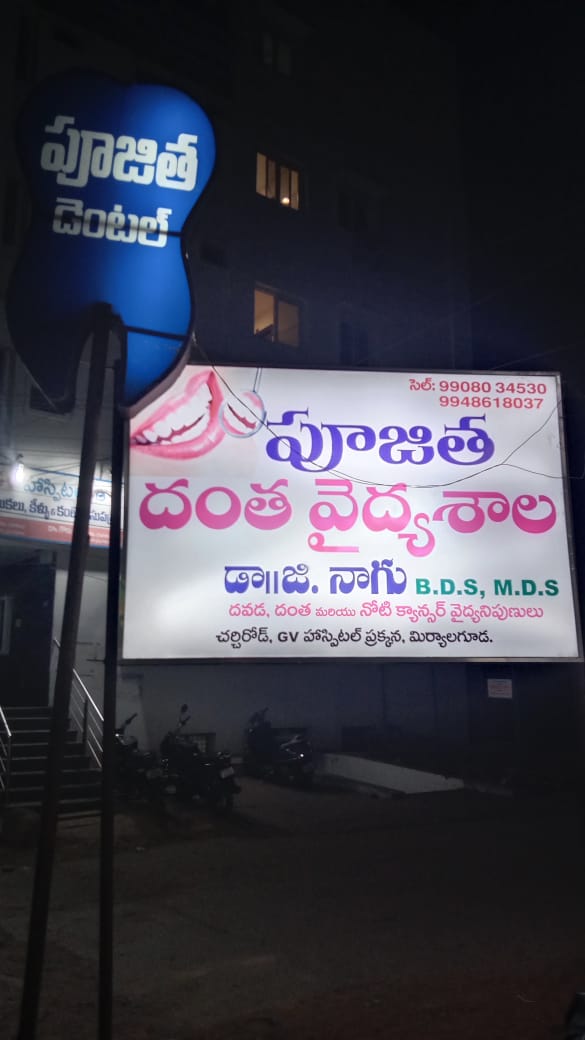 పూజిత
డెంటల్
సెల్: 99080 34530
9948618037
పూజిత
దంత వైద్యశాల
డా||జి. నాగు B.D.S, M.D.S
దవడ, దంత మరియు నోటి క్యాన్సర్ వైద్యనిపుణులు
చర్చిరోడ్, GV హాస్పిటల్ ప్రక్కన, మిర్యాలగూడ.